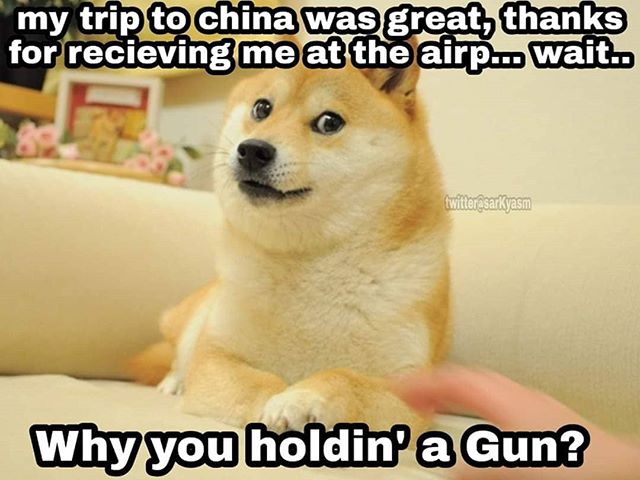 my trip to china was great, thanks
for recieving me at the airp... wait..
twitter@sarKyasm
Why you holdin' a Gun?